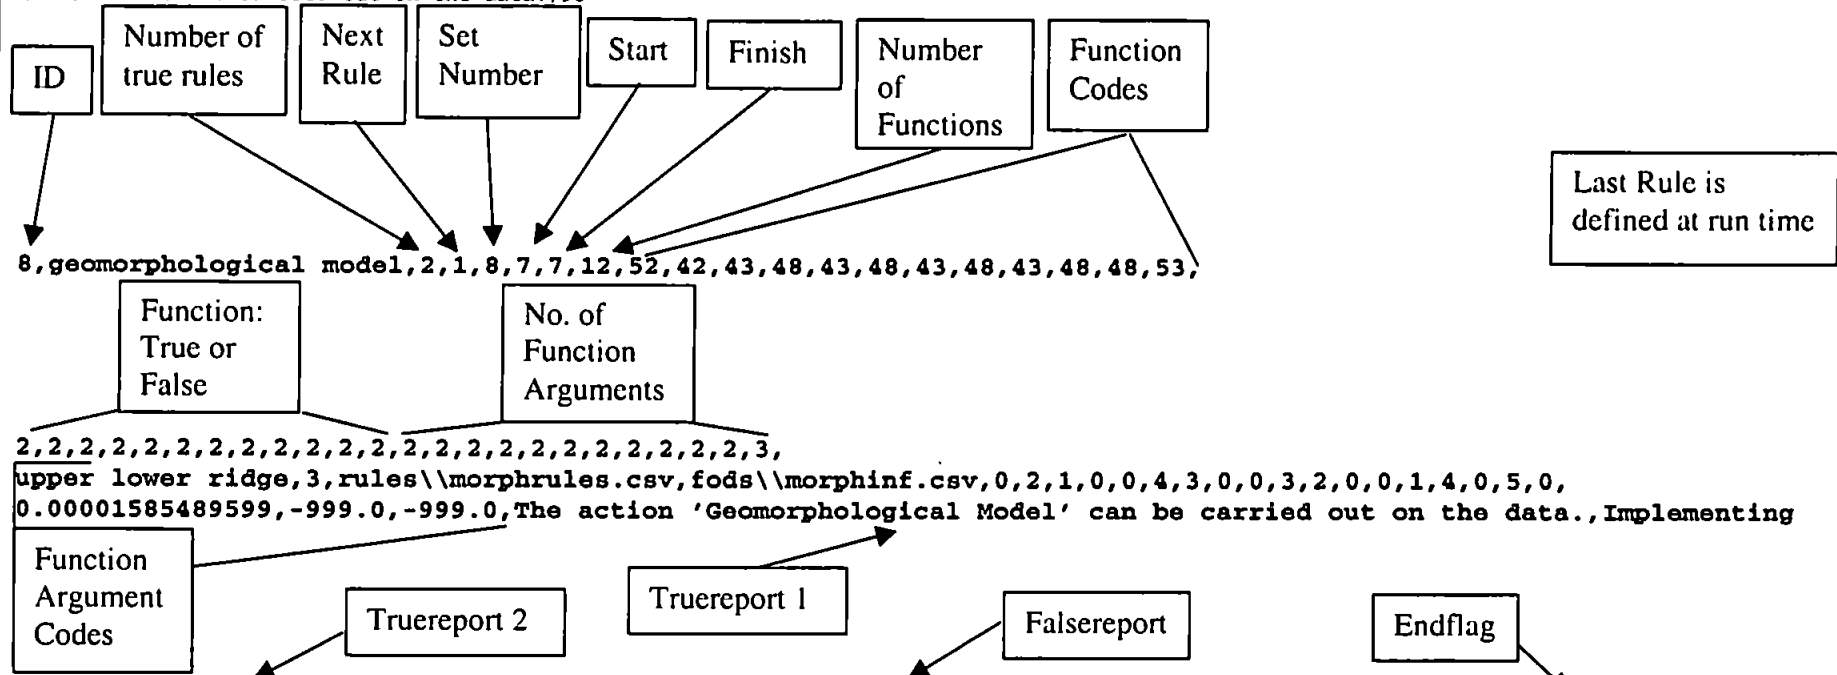 ID
Number of
true rules
Next
Rule
Set
Number
Start
Finish
Number
of
Functions
Function
Codes
Last Rule is
defined at run time
8,geomorphological model,2,1,8,7,7,12,52,42,43,48,43,48,43,48,43,48,48,53,
Function:
True or
False
No. of
Function
Arguments
2,2,2,2,2,2,2,2,2,2,2,2,2,2,2,2,2,2,2,2,2,2,2,3,
upper lower ridge,3,rules\\morphrules.csv,fods\\morphinf.csv,0,2,1,0,0,4,3,0,0,3,2,0,0,1,4,0,5,0,
0.00001585489599,-999.0,-999.0,The action 'Geomorphological Model' can be carried out on the data.,Implementing
Function
Argument
Codes
Truereport 2
Truereport 1
Falsereport
Endflag